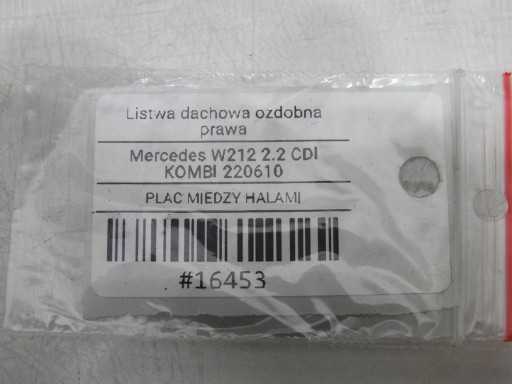 Listwa dachowa ozdobna
prawa
Mercedes W212 2.2 CDI
KOMBI 220610
PLAC MIEDZY HALAMI
#16453